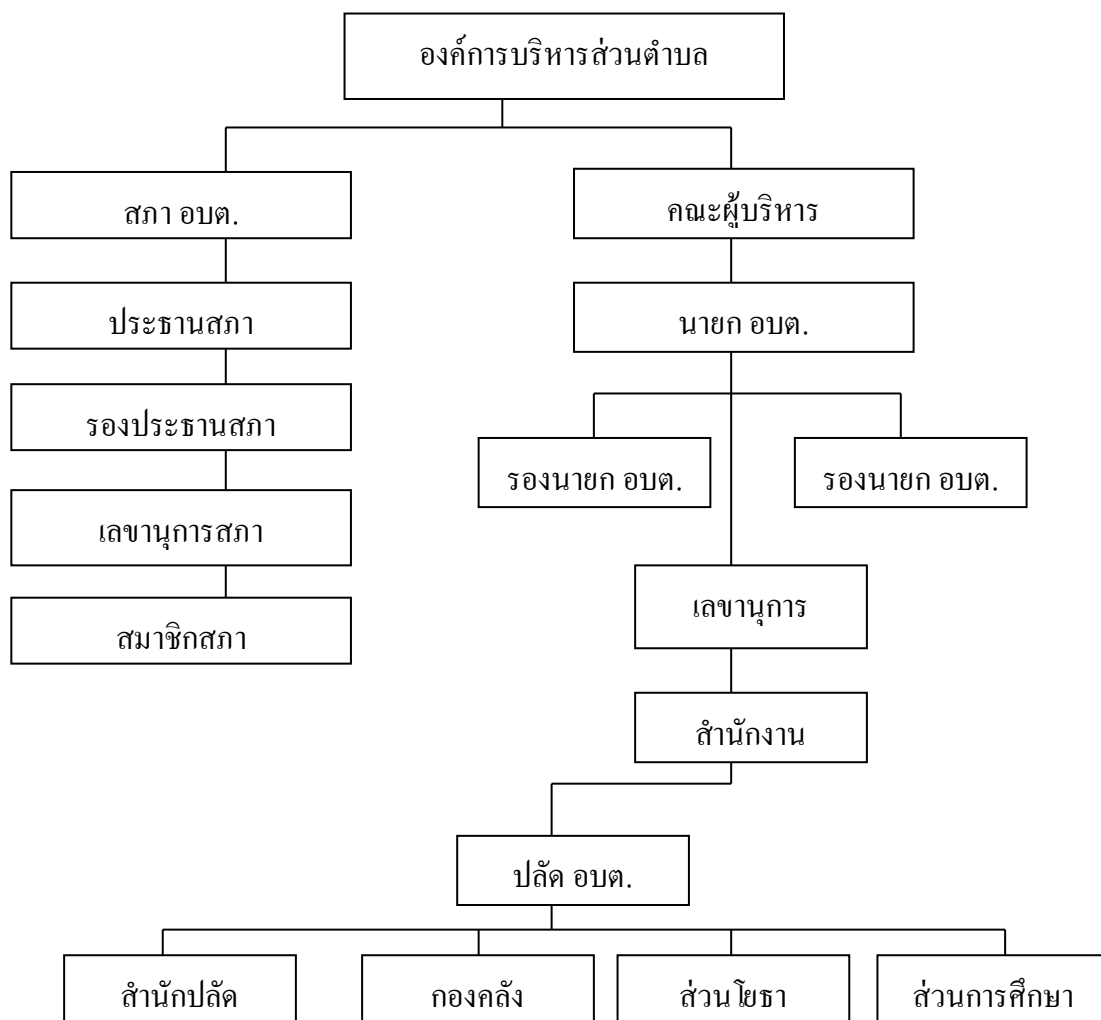 องค์การบริหารส่วนตำบล
สภา อบต.
คณะผู้บริหาร
ประธานสภา
นายก อบต.
รองประธานสภา
รองนายก อบต.
รองนายก อบต.
เลขานุการสภา
เลขานุการ
สมาชิกสภา
สำนักงาน
ปลัด อบต.
สำนักปลัด
กองคลัง
ส่วนโยธา
ส่วนการศึกษา